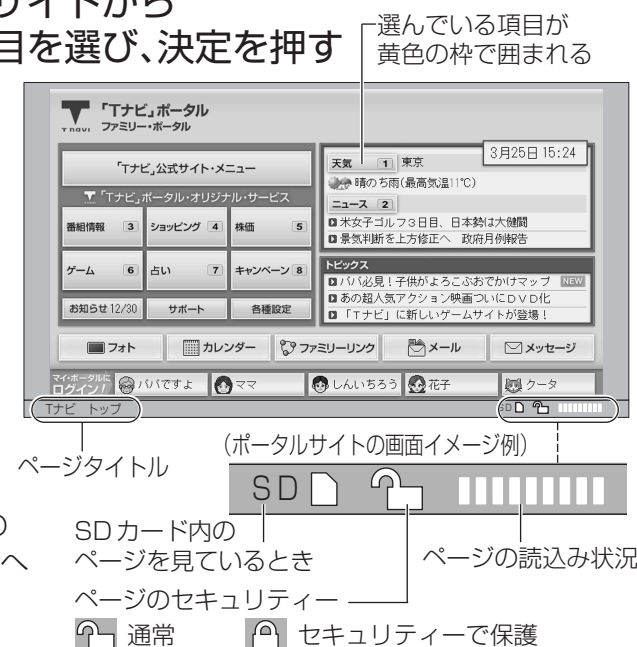 サイトから
目を選び、決定を押す
選んでいる項目が
黄色の枠で囲まれる
T navi
「Tナビ」ポータル
ファミリー・ポータル
3月25日 15:24
「Tナビ」公式サイト・メニュー
「Tナビ」ポータル・オリジナル・サービス
番組情報 3 ショッピング 4 株価 5
ゲーム 6 占い 7 キャンペーン 8
お知らせ 12/30 サポート 各種設定
天気 1 東京
晴のち雨(最高気温11℃)
ニュース 2
米女子ゴルフ3日目、日本勢は大健闘
景気判断を上方修正へ 政府月例報告
トピックス
パパ必見!子供がよろこぶおでかけマップ NEW
あの超人気アクション映画ついにDVD化
「Tナビ」に新しいゲームサイトが登場!
フォト カレンダー ファミリーリンク メール メッセージ
マイ・ポータルに
ログイン! パパですよ ママ しんいちろう 花子 クータ
Tナビ トップ SD
ページタイトル
(ポータルサイトの画面イメージ例)
SD
の
へ
SDカード内の
ページを見ているとき
ページの読込み状況
ページのセキュリティー
通常 セキュリティーで保護